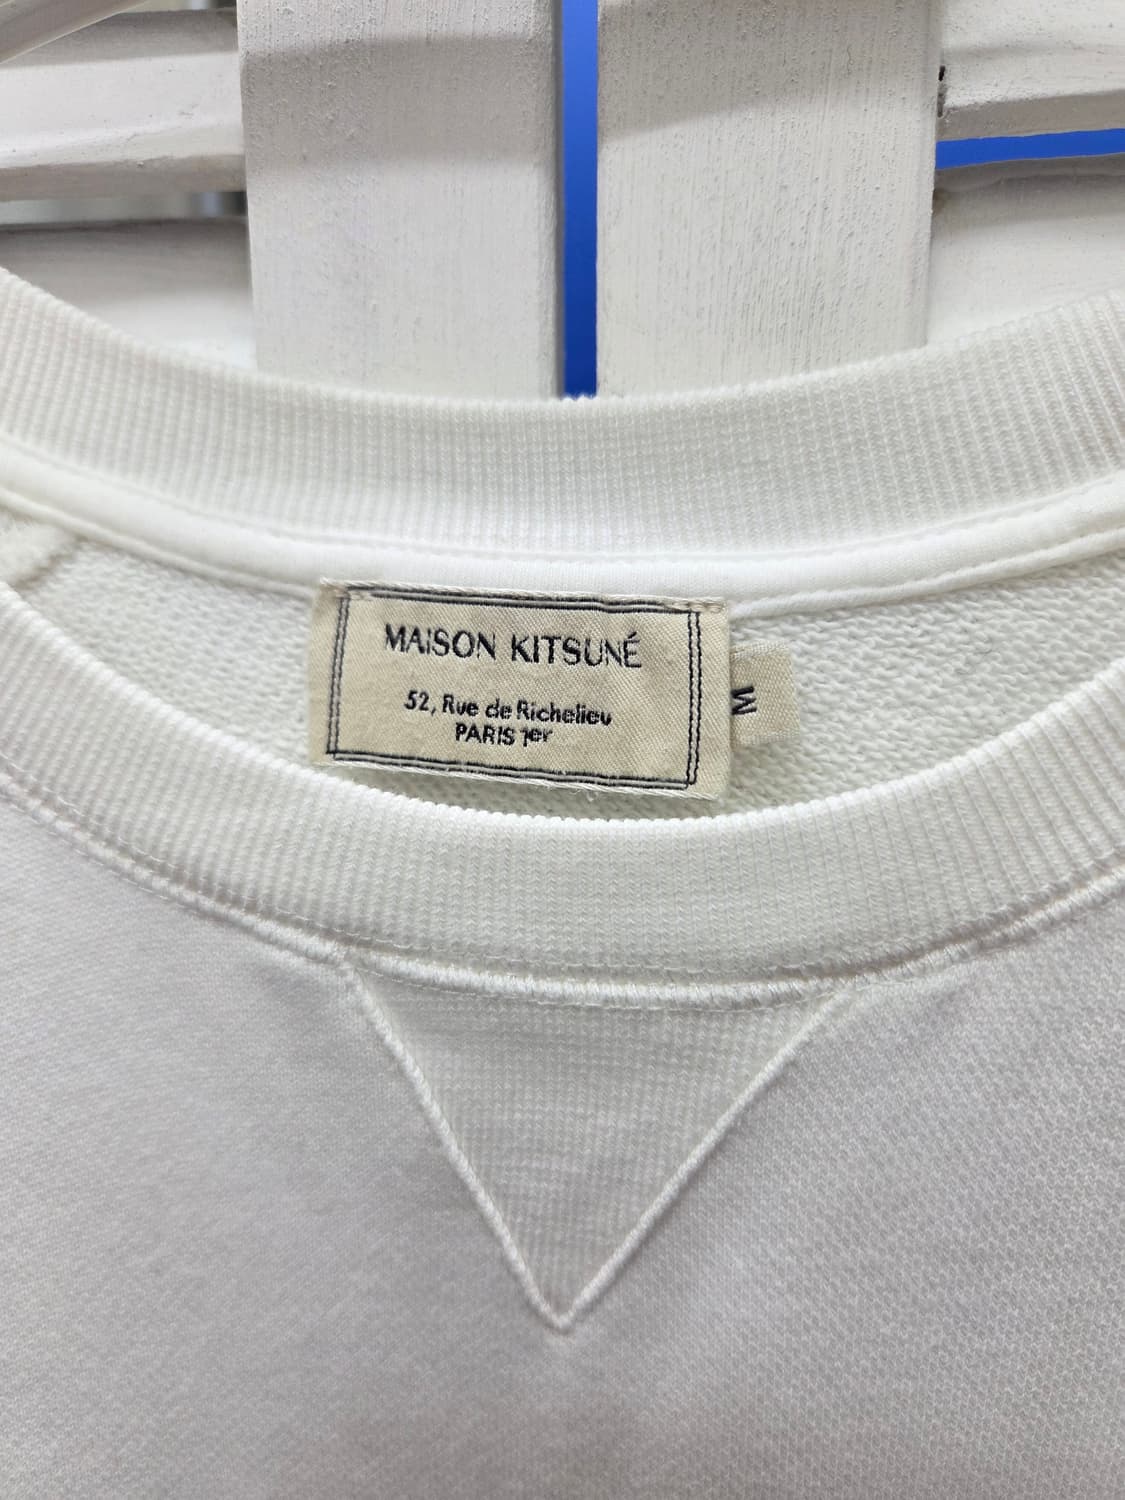 MAISON KITSUNÉ
52, Rue de Richelieu
PARIS 1er
M